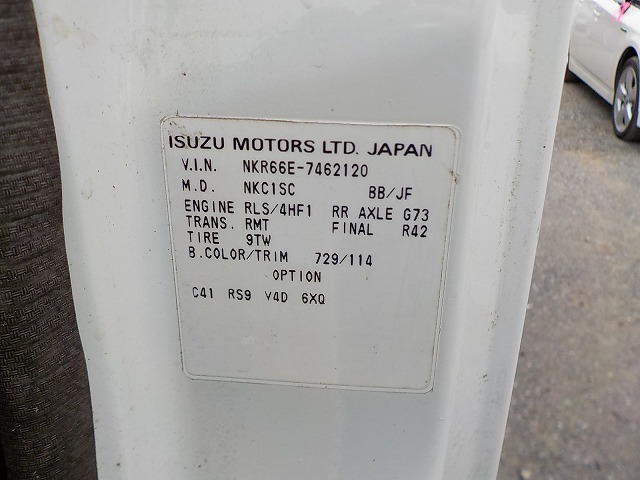 ISUZU MOTORS LTD. JAPAN
V.I.N. NKR66E-7462120
M.D. NKC1SC BB/JF
ENGINE RLS/4HF1 RR AXLE G73
TRANS. RMT FINAL R42
TIRE 9TW
B.COLOR/TRIM 729/114
OPTION
C41 RS9 V4D 6XQ